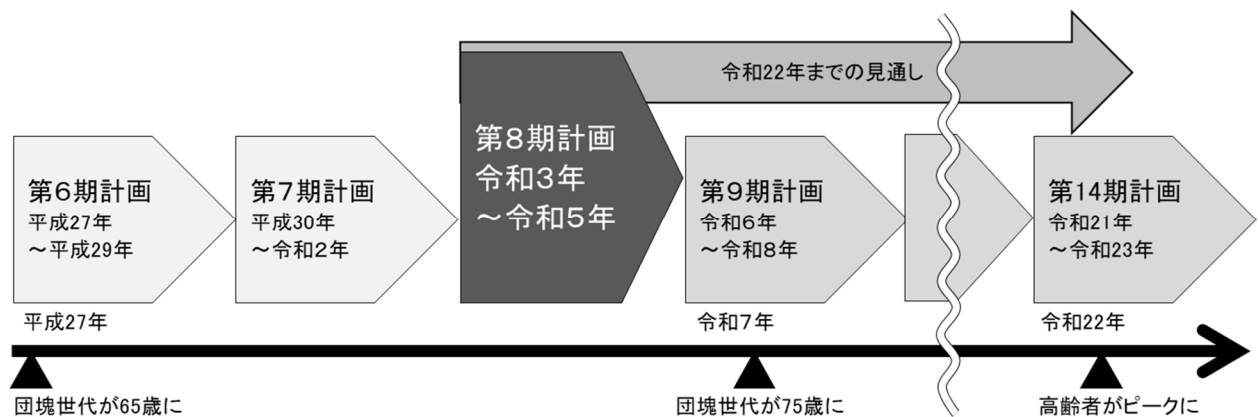 令和22年までの見通し
第６期計画
平成27年
～平成29年
第７期計画
平成30年
～令和２年
第８期計画
令和３年
～令和５年
第９期計画
令和６年
～令和８年
第14期計画
令和21年
～令和23年
平成27年
令和７年
令和22年
団塊世代が65歳に
団塊世代が75歳に
高齢者がピークに